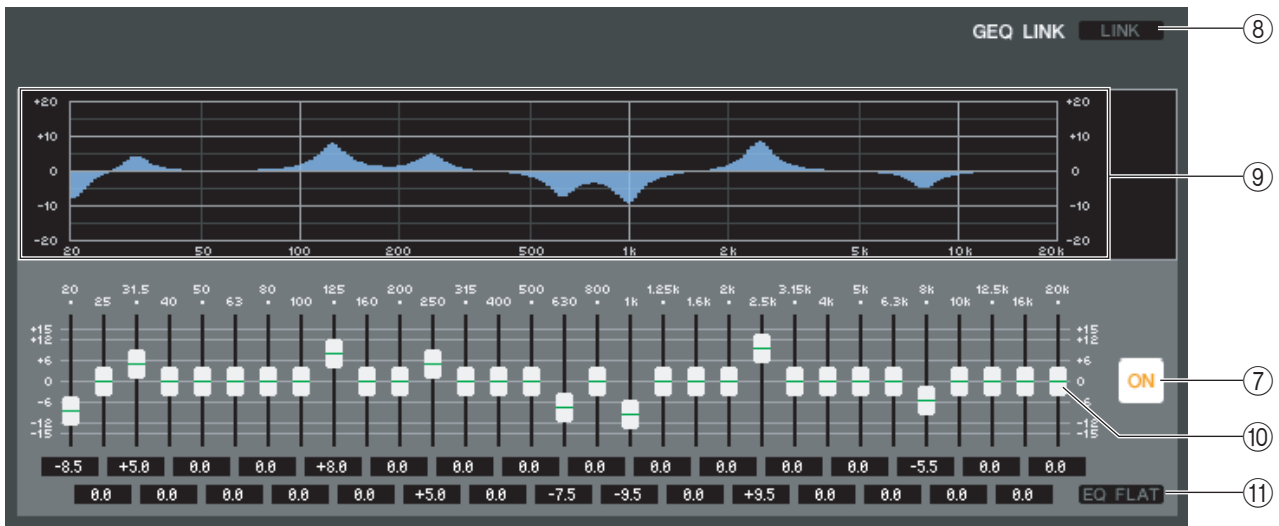 GEQ LINK LINK ⑧
+20 +20
+10 +10
0 0 ⑨
-10 -10
-20 -20
20 50 100 200 500 1k 2k 5k 10k 20k
20 31.5 50 80 125 200 315 500 800 1.25k 2k 3.15k 5k 8k 12.5k 20k
25 40 63 100 160 250 400 630 1k 1.6k 2.5k 4k 6.3k 10k 16k
+15 +15
+12 +12
+6 +6
0 0 ON ⑦
-6 -6
-12 -12 ⑩
-15 -15
-8.5 +5.0 0.0 0.0 +8.0 0.0 0.0 0.0 0.0 0.0 0.0 0.0 0.0 -5.5 0.0 0.0
0.0 0.0 0.0 0.0 0.0 +5.0 0.0 -7.5 -9.5 0.0 +9.5 0.0 0.0 0.0 0.0 EQ FLAT ⑪